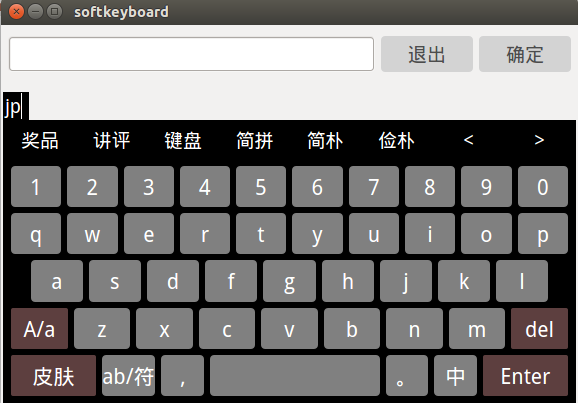 softkeyboard
退出 确定
jp
奖品 讲评 键盘 简拼 简朴 俭朴 < >
1 2 3 4 5 6 7 8 9 0
q w e r t y u i o p
a s d f g h j k l
A/a z x c v b n m del
皮肤 ab/符 , 。 中 Enter